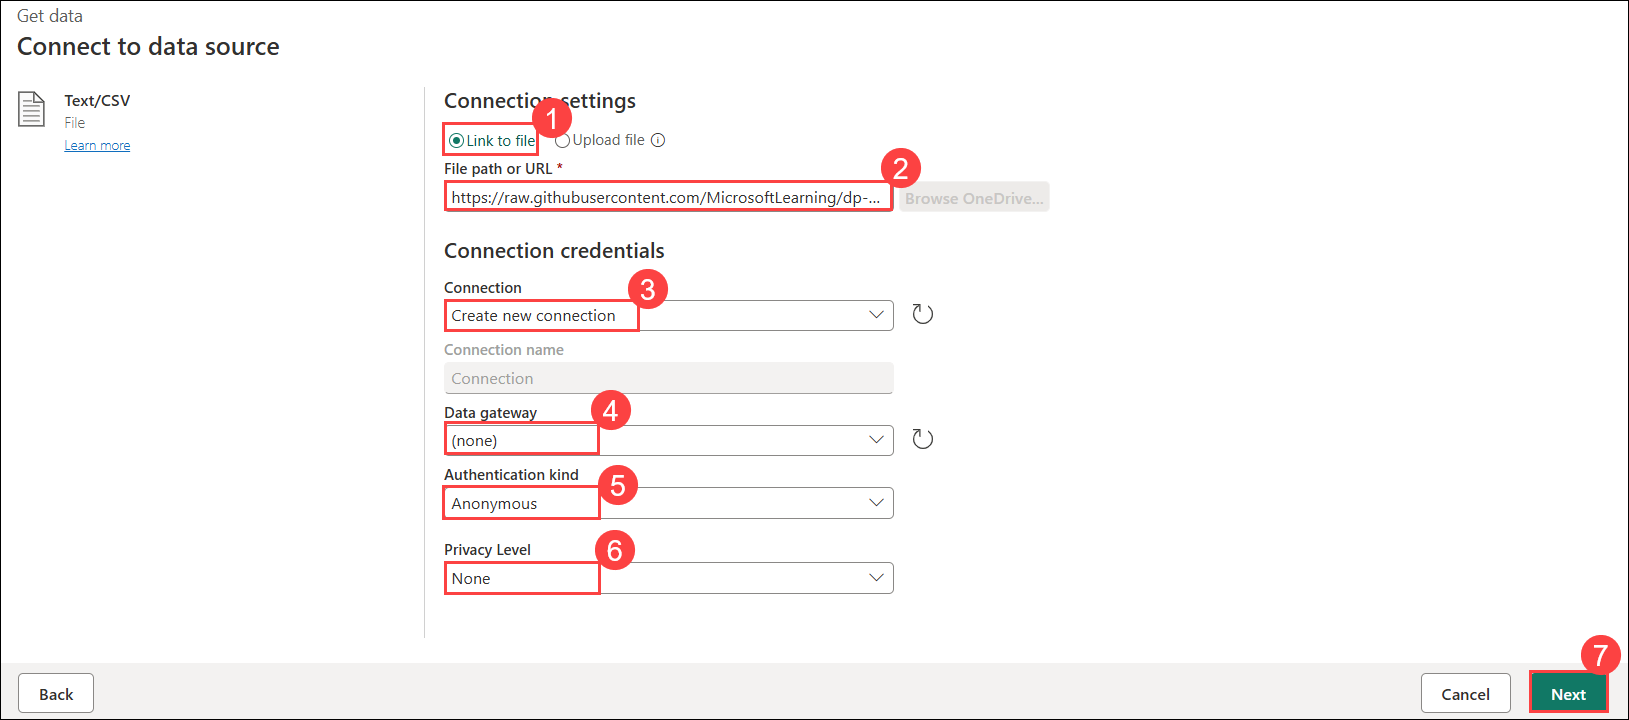 Get data
Connect to data source
Text/CSV
File
Learn more
Connection settings
1
Link to file
Upload file
File path or URL *
2
https://raw.githubusercontent.com/MicrosoftLearning/dp-...
Browse OneDrive...
Connection credentials
Connection
3
Create new connection
Connection name
Connection
Data gateway
4
(none)
Authentication kind
5
Anonymous
Privacy Level
6
None
7
Back
Cancel
Next